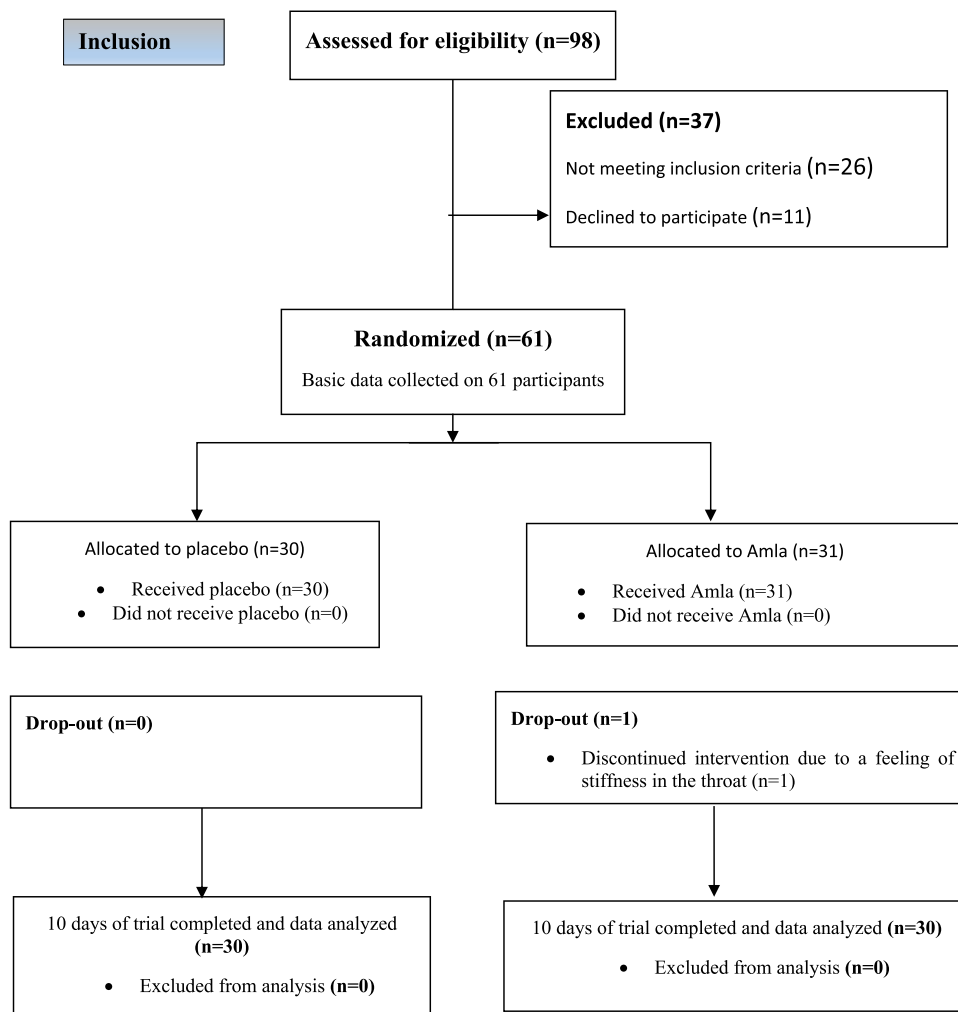 Inclusion
Assessed for eligibility (n=98)
Excluded (n=37)
Not meeting inclusion criteria (n=26)
Declined to participate (n=11)
Randomized (n=61)
Basic data collected on 61 participants
Allocated to placebo (n=30)
• Received placebo (n=30)
• Did not receive placebo (n=0)
Allocated to Amla (n=31)
• Received Amla (n=31)
• Did not receive Amla (n=0)
Drop-out (n=0)
Drop-out (n=1)
• Discontinued intervention due to a feeling of
stiffness in the throat (n=1)
10 days of trial completed and data analyzed
(n=30)
• Excluded from analysis (n=0)
10 days of trial completed and data analyzed (n=30)
• Excluded from analysis (n=0)